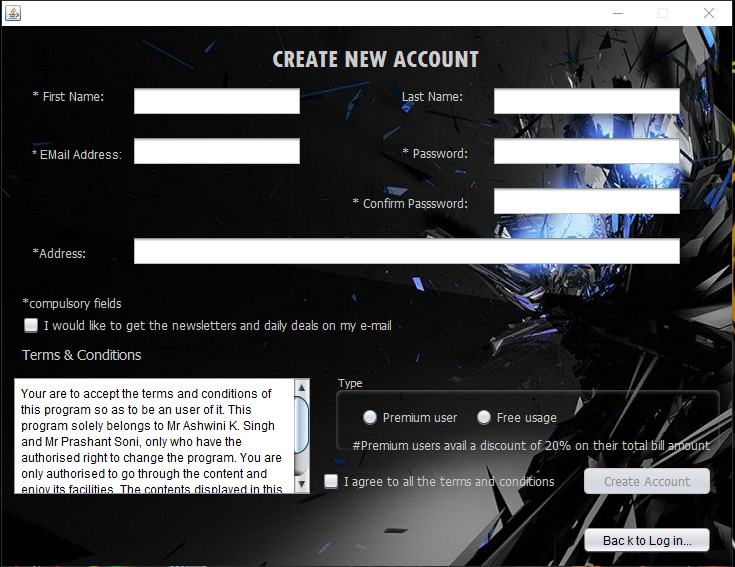 CREATE NEW ACCOUNT
* First Name:
Last Name:
* EMail Address:
* Password:
* Confirm Passsword:
*Address:
*compulsory fields
I would like to get the newsletters and daily deals on my e-mail
Terms & Conditions
Your are to accept the terms and conditions of
this program so as to be an user of it. This
program solely belongs to Mr Ashwini K. Singh
and Mr Prashant Soni, only who have the
authorised right to change the program. You are
only authorised to go through the content and
enjoy its facilities. The contents displayed in this
Type
Premium user
Free usage
#Premium users avail a discount of 20% on their total bill amount
I agree to all the terms and conditions
Create Account
Back to Log in...